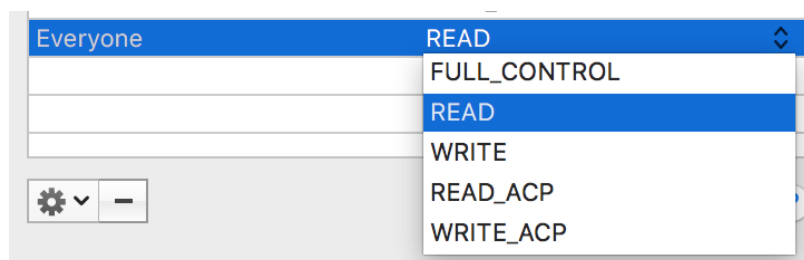 Everyone READ
FULL_CONTROL
READ
WRITE
READ_ACP
WRITE_ACP